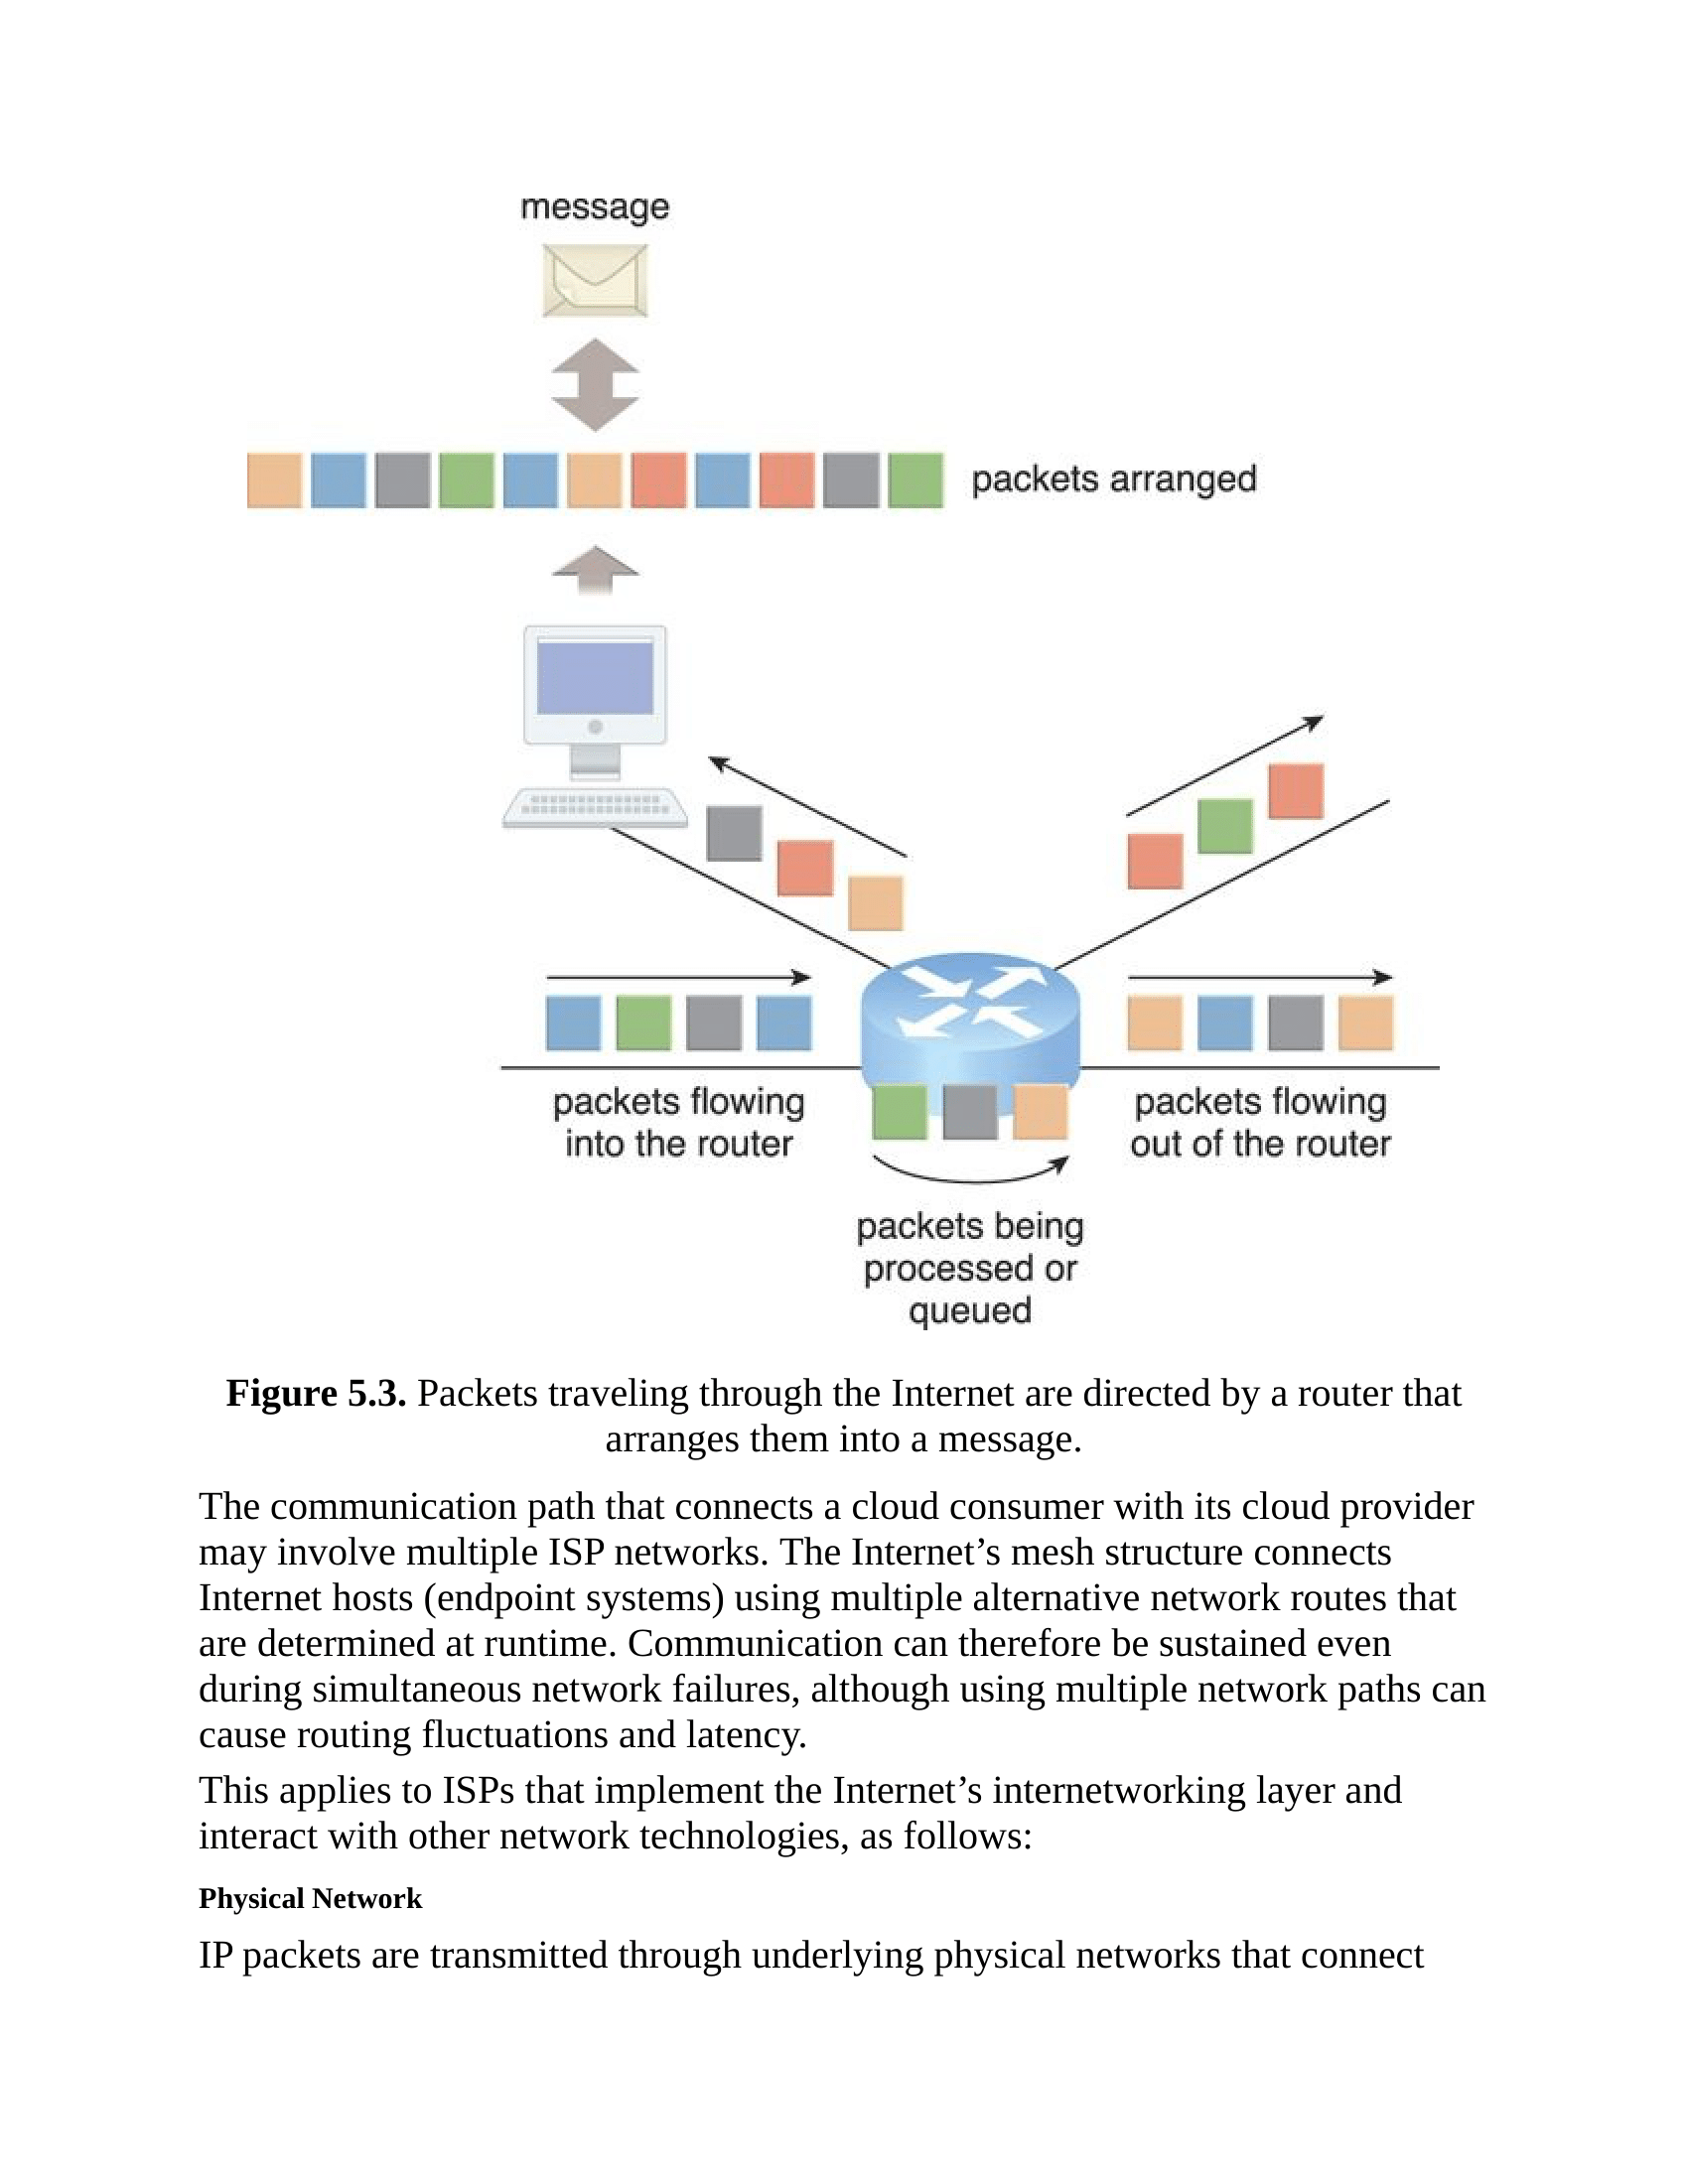 message
packets arranged
packets flowing
into the router
packets flowing
out of the router
packets being
processed or
queued
Figure 5.3. Packets traveling through the Internet are directed by a router that
arranges them into a message.
The communication path that connects a cloud consumer with its cloud provider
may involve multiple ISP networks. The Internet’s mesh structure connects
Internet hosts (endpoint systems) using multiple alternative network routes that
are determined at runtime. Communication can therefore be sustained even
during simultaneous network failures, although using multiple network paths can
cause routing fluctuations and latency.
This applies to ISPs that implement the Internet’s internetworking layer and
interact with other network technologies, as follows:
Physical Network
IP packets are transmitted through underlying physical networks that connect